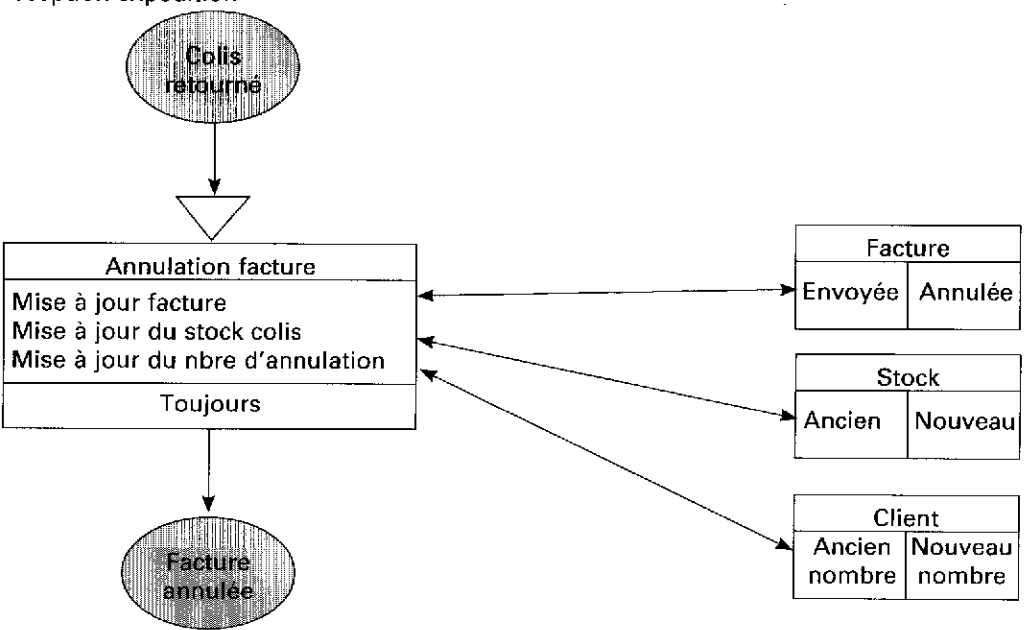 expédition
Colis
retourné
Annulation facture
Mise à jour facture
Mise à jour du stock colis
Mise à jour du nbre d'annulation
Toujours
Facture
annulée
Facture
Envoyée Annulée
Stock
Ancien Nouveau
Client
Ancien Nouveau
nombre nombre